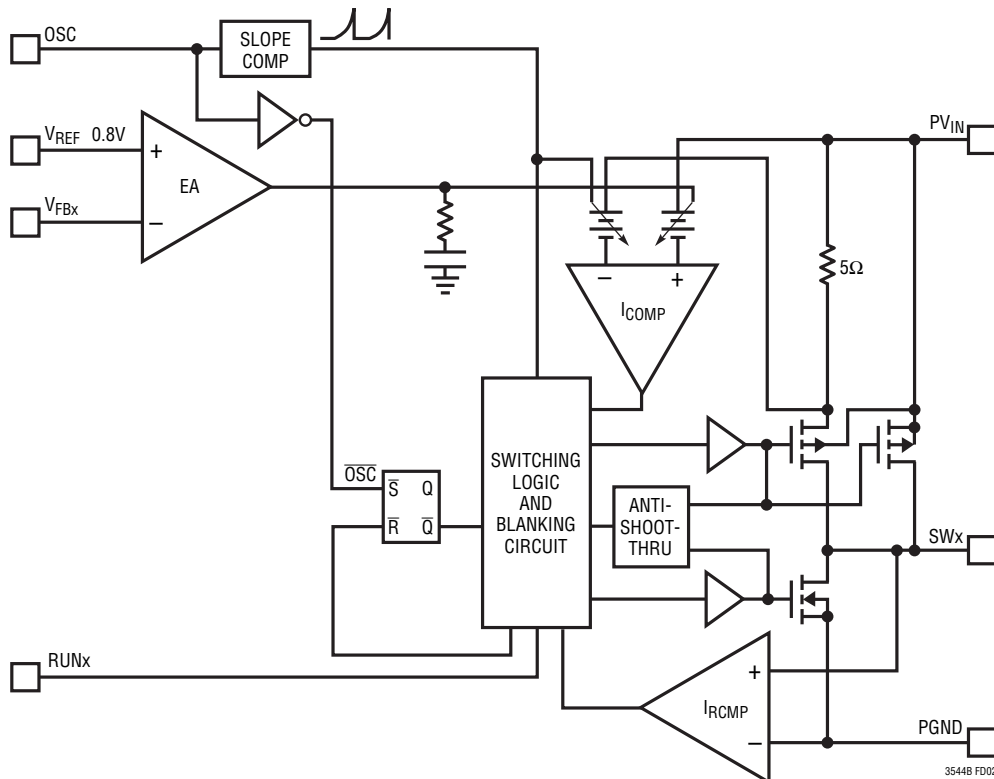 OSC
SLOPE
COMP
VREF 0.8V
+
EA
VFBx
−
PVIN
5Ω
− +
ICOMP
OSC
S Q
R Q
SWITCHING
LOGIC
AND
BLANKING
CIRCUIT
ANTI-
SHOOT-
THRU
SWx
RUNx
+
IRCMP
−
PGND
3544B FD02